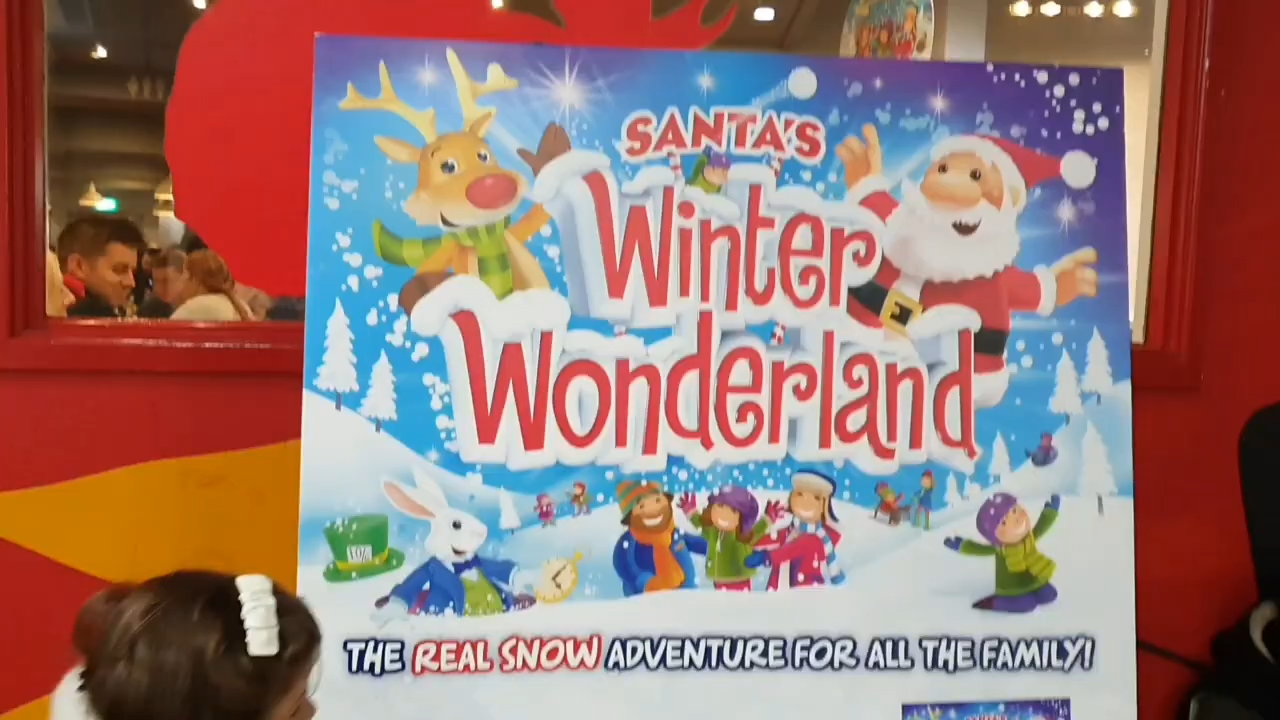 SANTA'S
Winter
Wonderland
THE REAL SNOW ADVENTURE FOR ALL THE FAMILY!